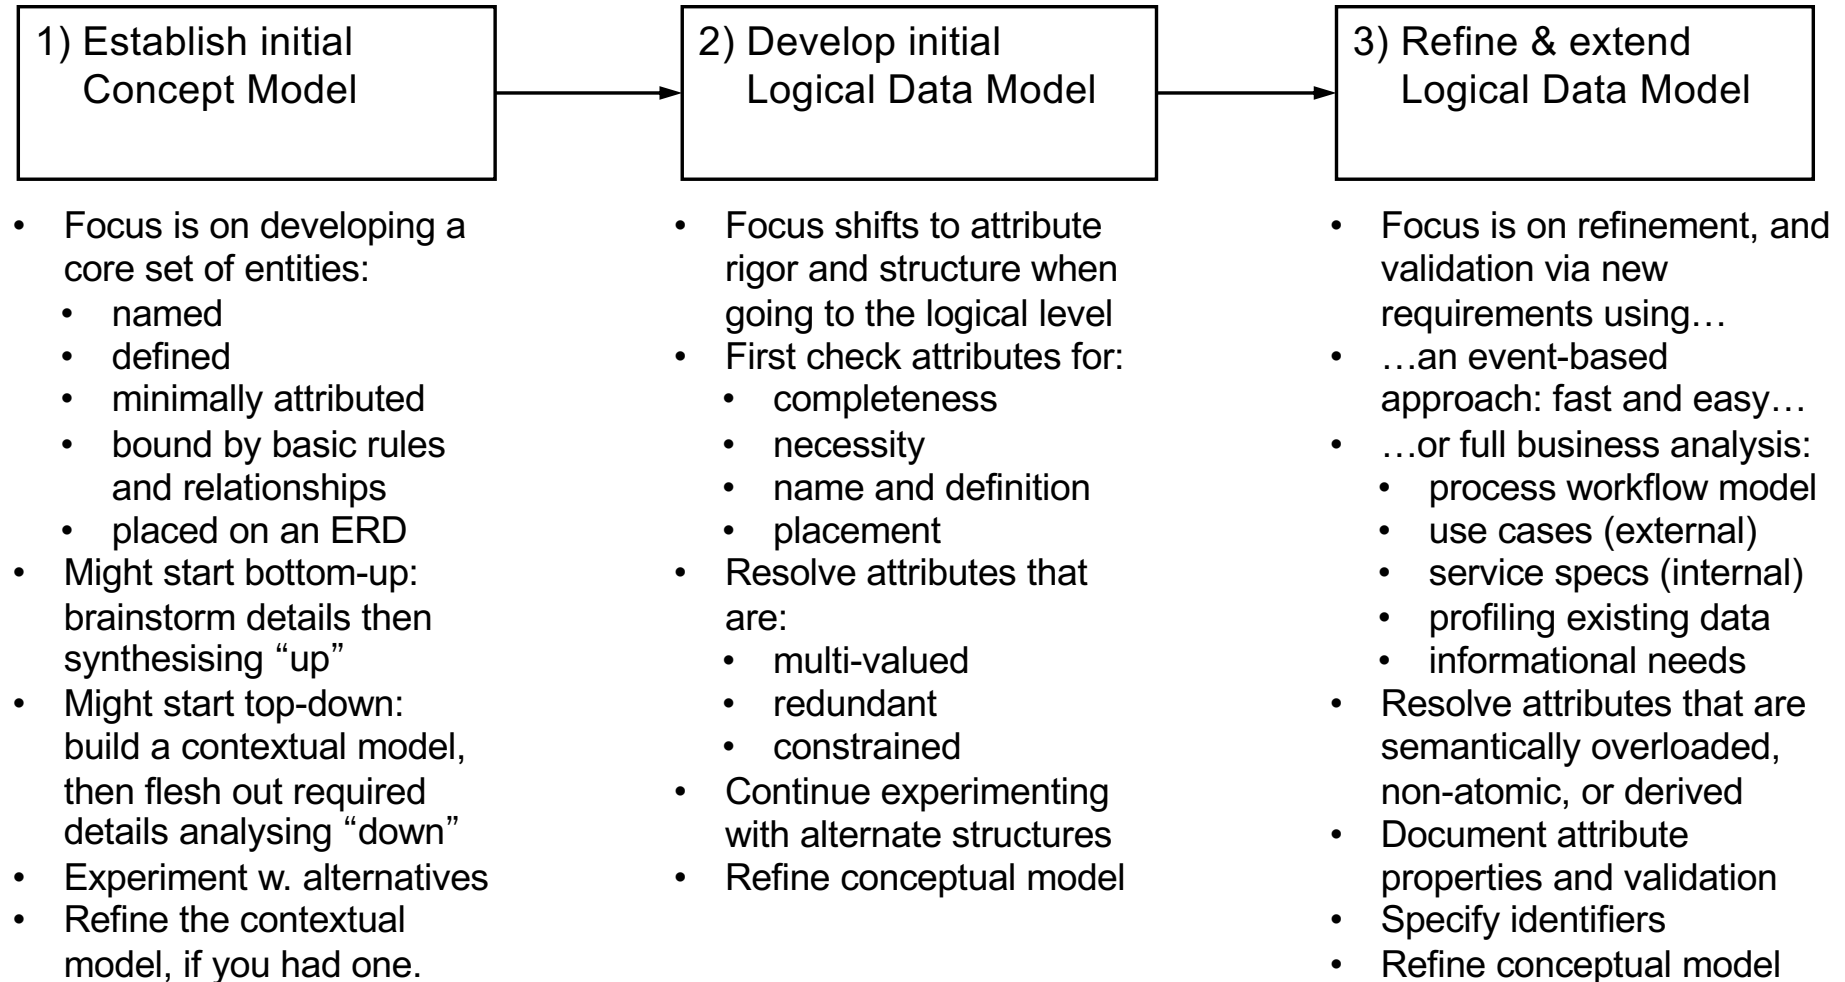 1) Establish initial
Concept Model
2) Develop initial
Logical Data Model
3) Refine & extend
Logical Data Model
• Focus is on developing a
core set of entities:
• named
• defined
• minimally attributed
• bound by basic rules
and relationships
• placed on an ERD
• Might start bottom-up:
brainstorm details then
synthesising “up”
• Might start top-down:
build a contextual model,
then flesh out required
details analysing “down”
• Experiment w. alternatives
• Refine the contextual
model, if you had one.
• Focus shifts to attribute
rigor and structure when
going to the logical level
• First check attributes for:
• completeness
• necessity
• name and definition
• placement
• Resolve attributes that
are:
• multi-valued
• redundant
• constrained
• Continue experimenting
with alternate structures
• Refine conceptual model
• Focus is on refinement, and
validation via new
requirements using…
• …an event-based
approach: fast and easy…
• …or full business analysis:
• process workflow model
• use cases (external)
• service specs (internal)
• profiling existing data
• informational needs
• Resolve attributes that are
semantically overloaded,
non-atomic, or derived
• Document attribute
properties and validation
• Specify identifiers
• Refine conceptual model